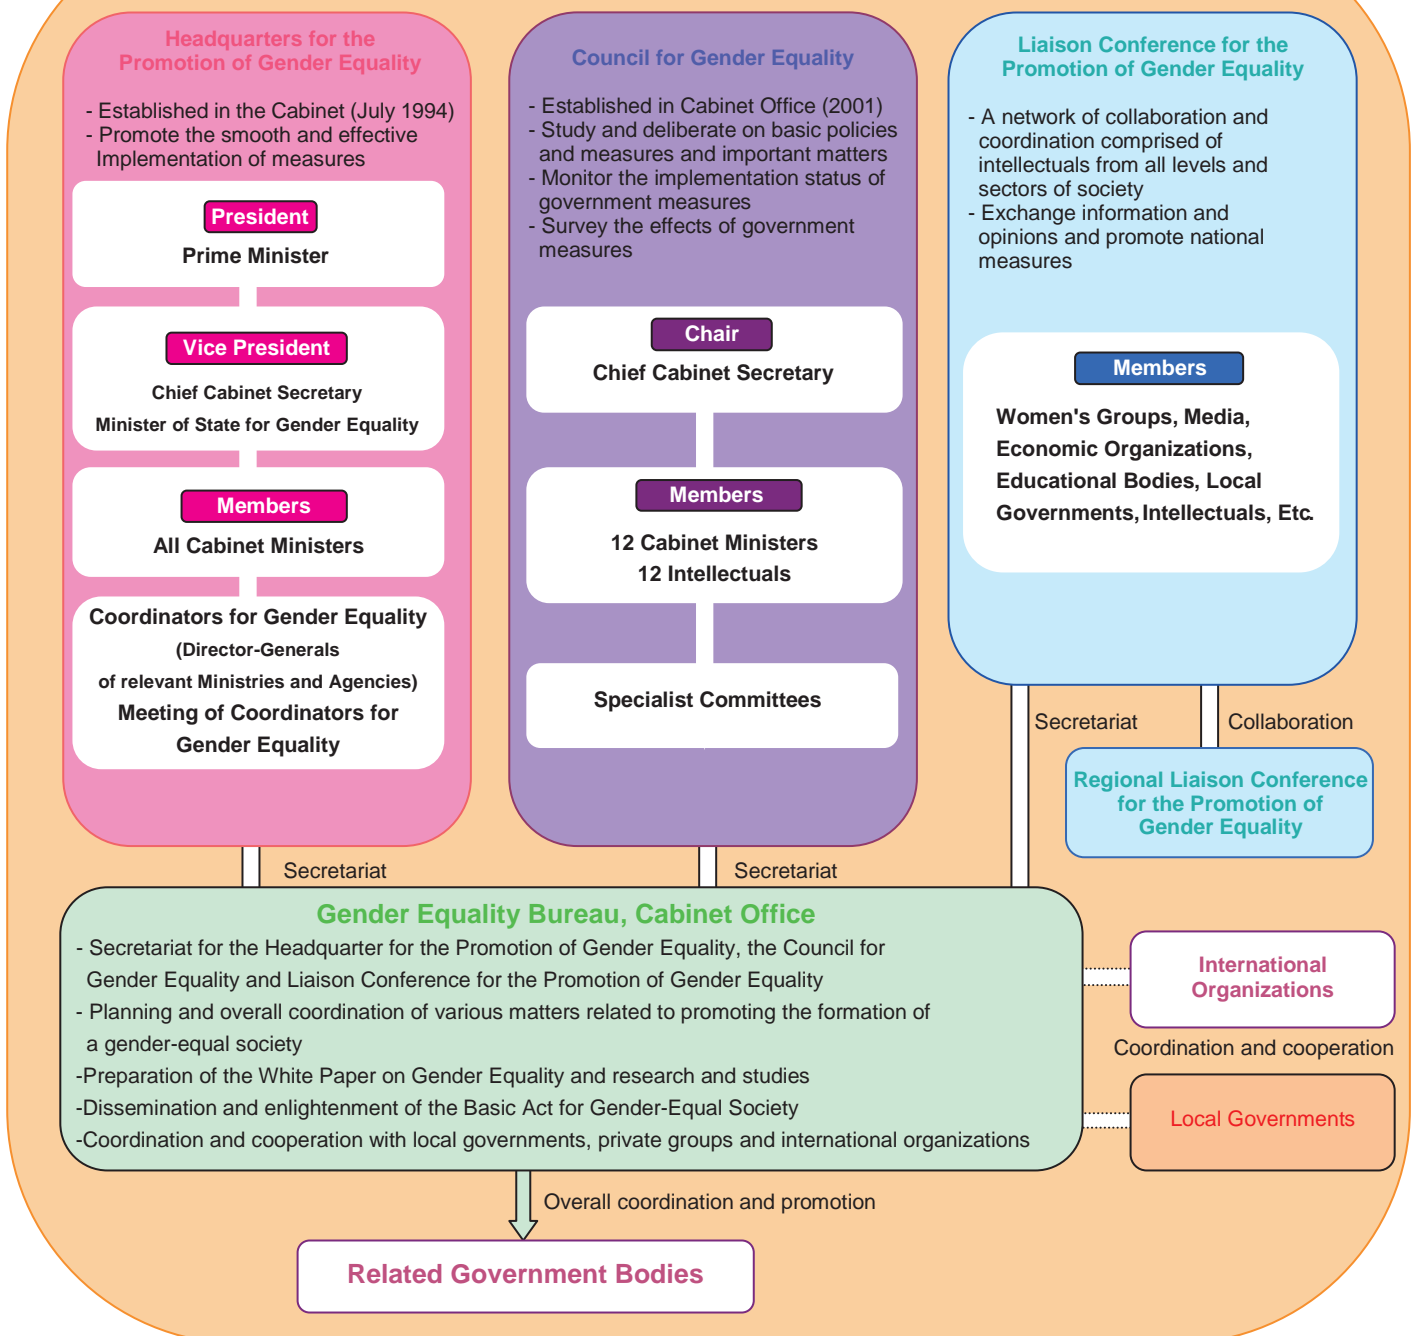 Headquarters for the
Promotion of Gender Equality
- Established in the Cabinet (July 1994)
- Promote the smooth and effective
Implementation of measures
President
Prime Minister
Vice President
Chief Cabinet Secretary
Minister of State for Gender Equality
Members
All Cabinet Ministers
Coordinators for Gender Equality
(Director-Generals
of relevant Ministries and Agencies)
Meeting of Coordinators for
Gender Equality
Council for Gender Equality
- Established in Cabinet Office (2001)
- Study and deliberate on basic policies
and measures and important matters
- Monitor the implementation status of
government measures
- Survey the effects of government
measures
Chair
Chief Cabinet Secretary
Members
12 Cabinet Ministers
12 Intellectuals
Specialist Committees
Liaison Conference for the
Promotion of Gender Equality
- A network of collaboration and
coordination comprised of
intellectuals from all levels and
sectors of society
- Exchange information and
opinions and promote national
measures
Members
Women's Groups, Media,
Economic Organizations,
Educational Bodies, Local
Governments, Intellectuals, Etc.
Secretariat
Collaboration
Regional Liaison Conference
for the Promotion of
Gender Equality
Secretariat
Secretariat
Gender Equality Bureau, Cabinet Office
- Secretariat for the Headquarter for the Promotion of Gender Equality, the Council for
Gender Equality and Liaison Conference for the Promotion of Gender Equality
- Planning and overall coordination of various matters related to promoting the formation of
a gender-equal society
-Preparation of the White Paper on Gender Equality and research and studies
-Dissemination and enlightenment of the Basic Act for Gender-Equal Society
-Coordination and cooperation with local governments, private groups and international organizations
International
Organizations
Coordination and cooperation
Local Governments
Overall coordination and promotion
Related Government Bodies